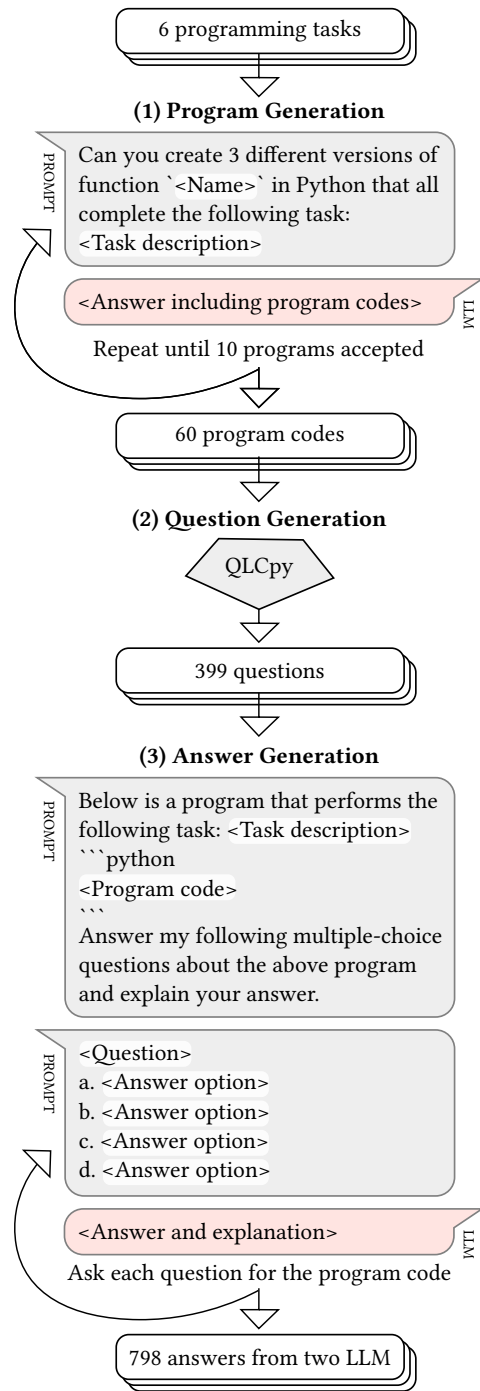 6 programming tasks
(1) Program Generation
PROMPT
Can you create 3 different versions of
function `<Name>` in Python that all
complete the following task:
<Task description>
<Answer including program codes>
LLM
Repeat until 10 programs accepted
60 program codes
(2) Question Generation
QLCpy
399 questions
(3) Answer Generation
PROMPT
Below is a program that performs the
following task: <Task description>
```python
<Program code>
```
Answer my following multiple-choice
questions about the above program
and explain your answer.
PROMPT
<Question>
a. <Answer option>
b. <Answer option>
c. <Answer option>
d. <Answer option>
<Answer and explanation>
LLM
Ask each question for the program code
798 answers from two LLM